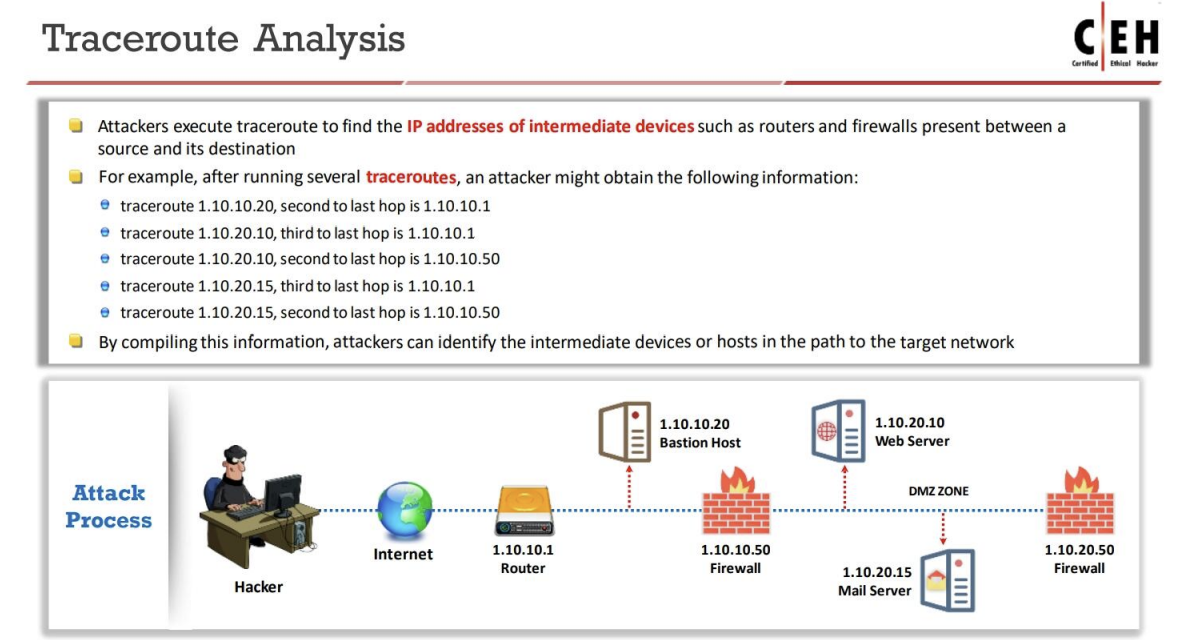 Traceroute Analysis
CEH
Certified Ethical Hacker
Attackers execute traceroute to find the IP addresses of intermediate devices such as routers and firewalls present between a
source and its destination
For example, after running several traceroutes, an attacker might obtain the following information:
traceroute 1.10.10.20, second to last hop is 1.10.10.1
traceroute 1.10.20.10, third to last hop is 1.10.10.1
traceroute 1.10.20.10, second to last hop is 1.10.10.50
traceroute 1.10.20.15, third to last hop is 1.10.10.1
traceroute 1.10.20.15, second to last hop is 1.10.10.50
By compiling this information, attackers can identify the intermediate devices or hosts in the path to the target network
Attack
Process
Hacker
Internet
1.10.10.1
Router
1.10.10.20
Bastion Host
1.10.10.50
Firewall
1.10.20.10
Web Server
DMZ ZONE
1.10.20.15
Mail Server
1.10.20.50
Firewall